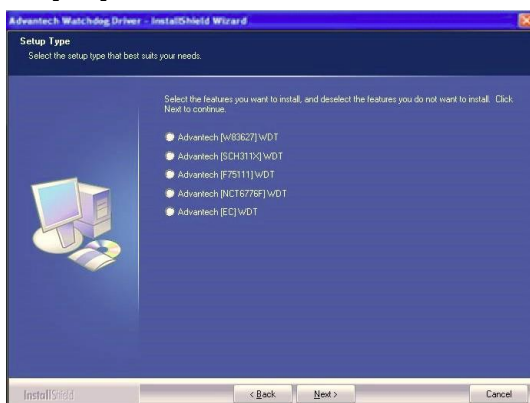 Advantech Watchdog Driver - InstallShield Wizard
Setup Type
Select the setup type that best suits your needs.
Select the features you want to install, and deselect the features you do not want to install. Click
Next to continue.
Advantech [W83627] WDT
Advantech [SCH311X] WDT
Advantech [F75111] WDT
Advantech [NCT6776F] WDT
Advantech [EC] WDT
InstallShield
< Back
Next >
Cancel